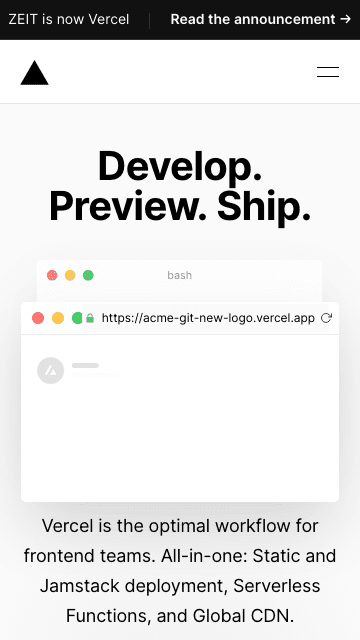 ZEIT is now Vercel
Read the announcement →
Develop.
Preview. Ship.
bash
https://acme-git-new-logo.vercel.app
Vercel is the optimal workflow for
frontend teams. All-in-one: Static and
Jamstack deployment, Serverless
Functions, and Global CDN.